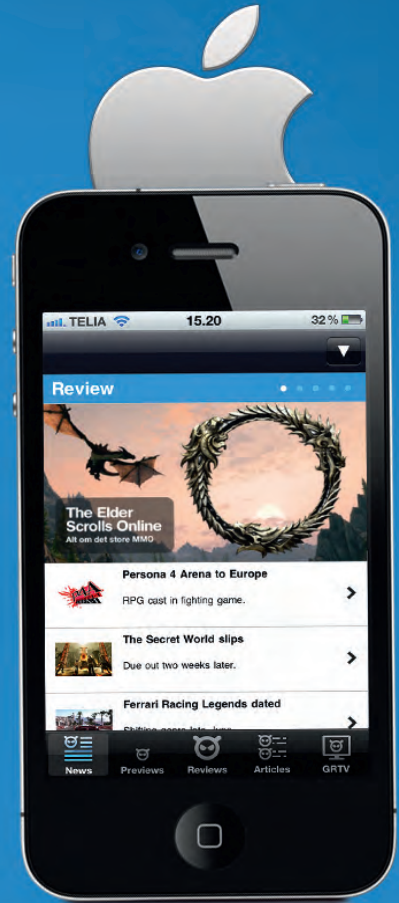 TELIA 15.20 32%
Review
The Elder
Scrolls Online
Alt om det store MMO
Persona 4 Arena to Europe
RPG cast in fighting game.
The Secret World slips
Due out two weeks later.
Ferrari Racing Legends dated
News Previews Reviews Articles GRTV